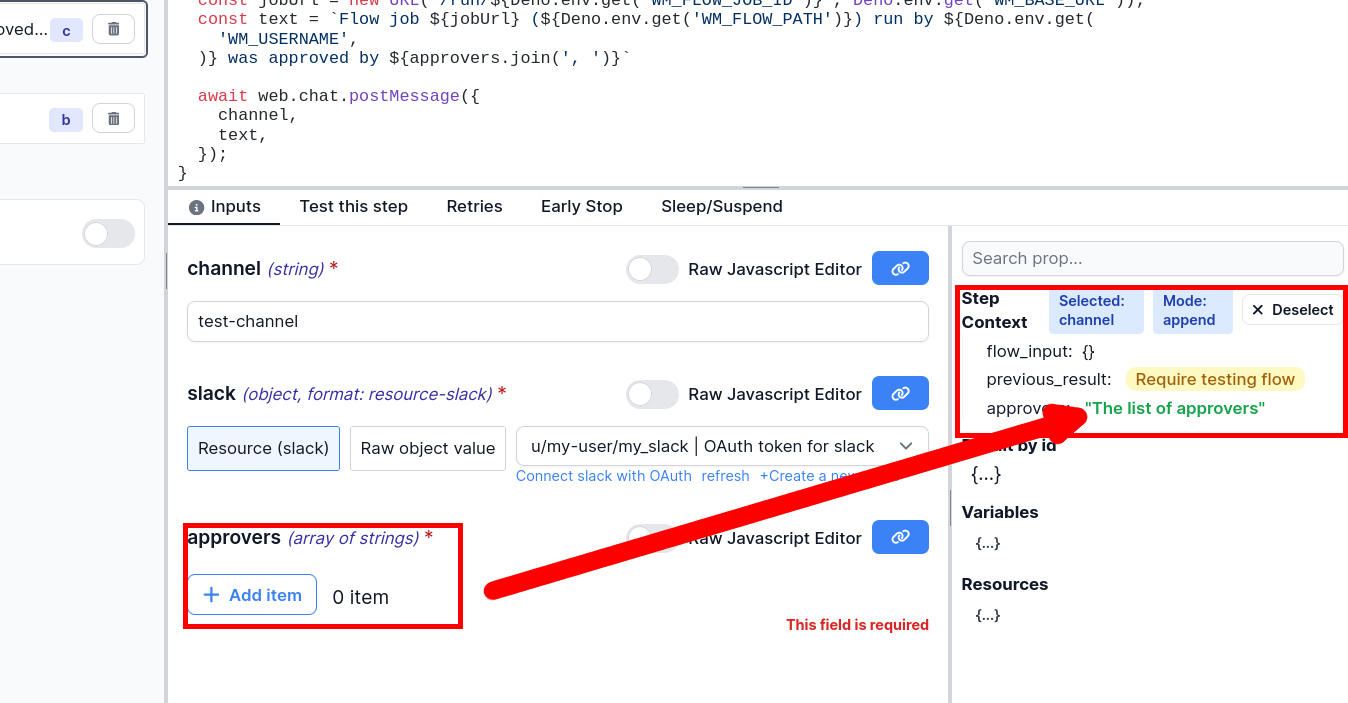 const jobUrl = new URL(`/run/${Deno.env.get('WM_FLOW_JOB_ID')}`, Deno.env.get('WM_BASE_URL'));
oved... c
const text = `Flow job ${jobUrl} (${Deno.env.get('WM_FLOW_PATH')}) run by ${Deno.env.get(
'WM_USERNAME',
)} was approved by ${approvers.join(', ')}`
await web.chat.postMessage({
channel,
b
text,
});
}
Inputs Test this step Retries Early Stop Sleep/Suspend
channel (string) * Raw Javascript Editor
test-channel
slack (object, format: resource-slack) * Raw Javascript Editor
Resource (slack) Raw object value u/my-user/my_slack | OAuth token for slack
Connect slack with OAuth refresh +Create a new
approvers (array of strings) * Raw Javascript Editor
+ Add item 0 item
This field is required
Search prop...
Step Context Selected: channel Mode: append × Deselect
flow_input: {}
previous_result: Require testing flow
"The list of approvers"
by id
{...}
Variables
{...}
Resources
{...}